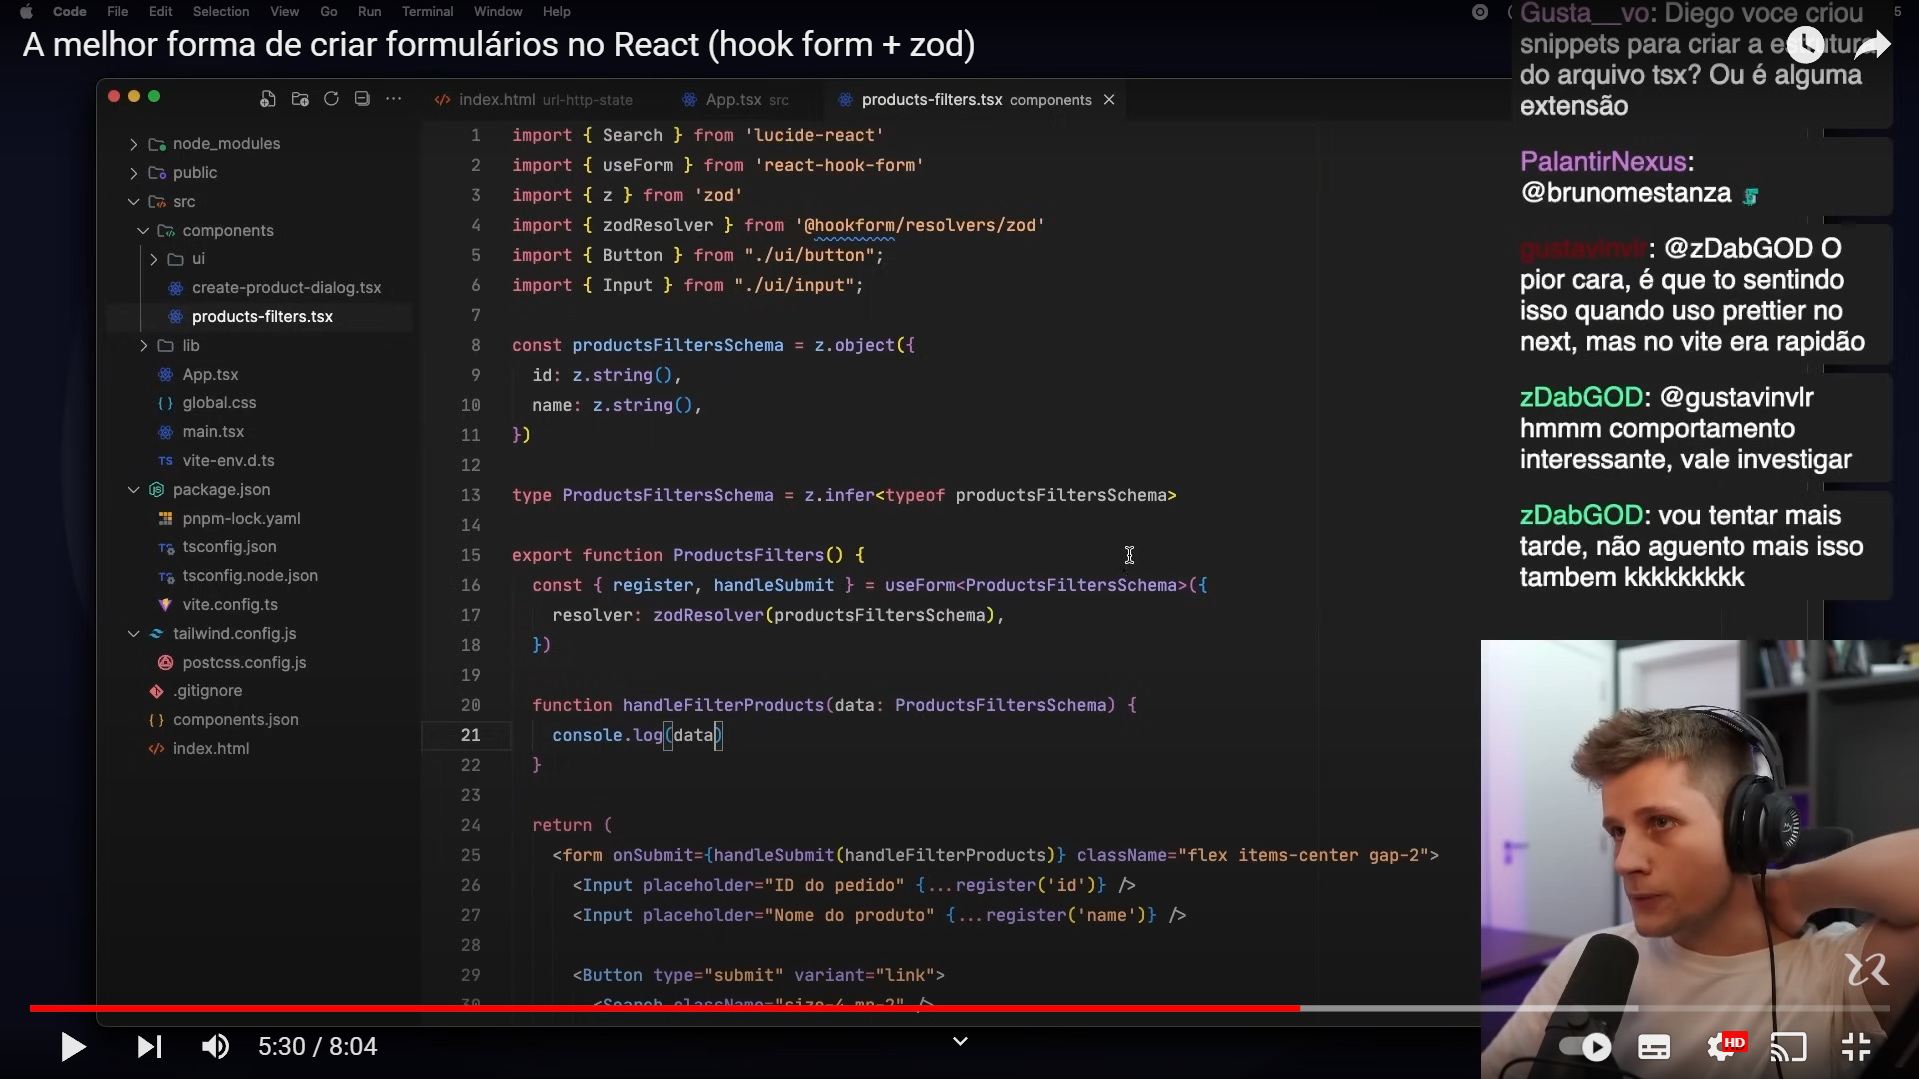 Code File Edit Selection View Go Run Terminal Window Help
A melhor forma de criar formulários no React (hook form + zod)
index.html url-http-state
App.tsx src
products-filters.tsx components
node_modules
public
src
components
ui
create-product-dialog.tsx
products-filters.tsx
lib
App.tsx
global.css
main.tsx
TS vite-env.d.ts
package.json
pnpm-lock.yaml
tsconfig.json
tsconfig.node.json
vite.config.ts
tailwind.config.js
postcss.config.js
.gitignore
components.json
index.html
1 import { Search } from 'lucide-react'
2 import { useForm } from 'react-hook-form'
3 import { z } from 'zod'
4 import { zodResolver } from '@hookform/resolvers/zod'
5 import { Button } from "./ui/button";
6 import { Input } from "./ui/input";
7
8 const productsFiltersSchema = z.object({
9 id: z.string(),
10 name: z.string(),
11 })
12
13 type ProductsFiltersSchema = z.infer<typeof productsFiltersSchema>
14
15 export function ProductsFilters() {
16 const { register, handleSubmit } = useForm<ProductsFiltersSchema>({
17 resolver: zodResolver(productsFiltersSchema),
18 })
19
20 function handleFilterProducts(data: ProductsFiltersSchema) {
21 console.log(data)
22 }
23
24 return (
25 <form onSubmit={handleSubmit(handleFilterProducts)} className="flex items-center gap-2">
26 <Input placeholder="ID do pedido" {...register('id')} />
27 <Input placeholder="Nome do produto" {...register('name')} />
28
29 <Button type="submit" variant="link">
30 <Search className="size-4 mr-2" />
Gusta__vo: Diego voce criou
snippets para criar a estrutura
do arquivo tsx? Ou é alguma
extensão
PalantirNexus:
@brunomestanza
gustavinvlr: @zDabGOD O
pior cara, é que to sentindo
isso quando uso prettier no
next, mas no vite era rapidão
zDabGOD: @gustavinvlr
hmmm comportamento
interessante, vale investigar
zDabGOD: vou tentar mais
tarde, não aguento mais isso
tambem kkkkkkkkk
5:30 / 8:04
HD